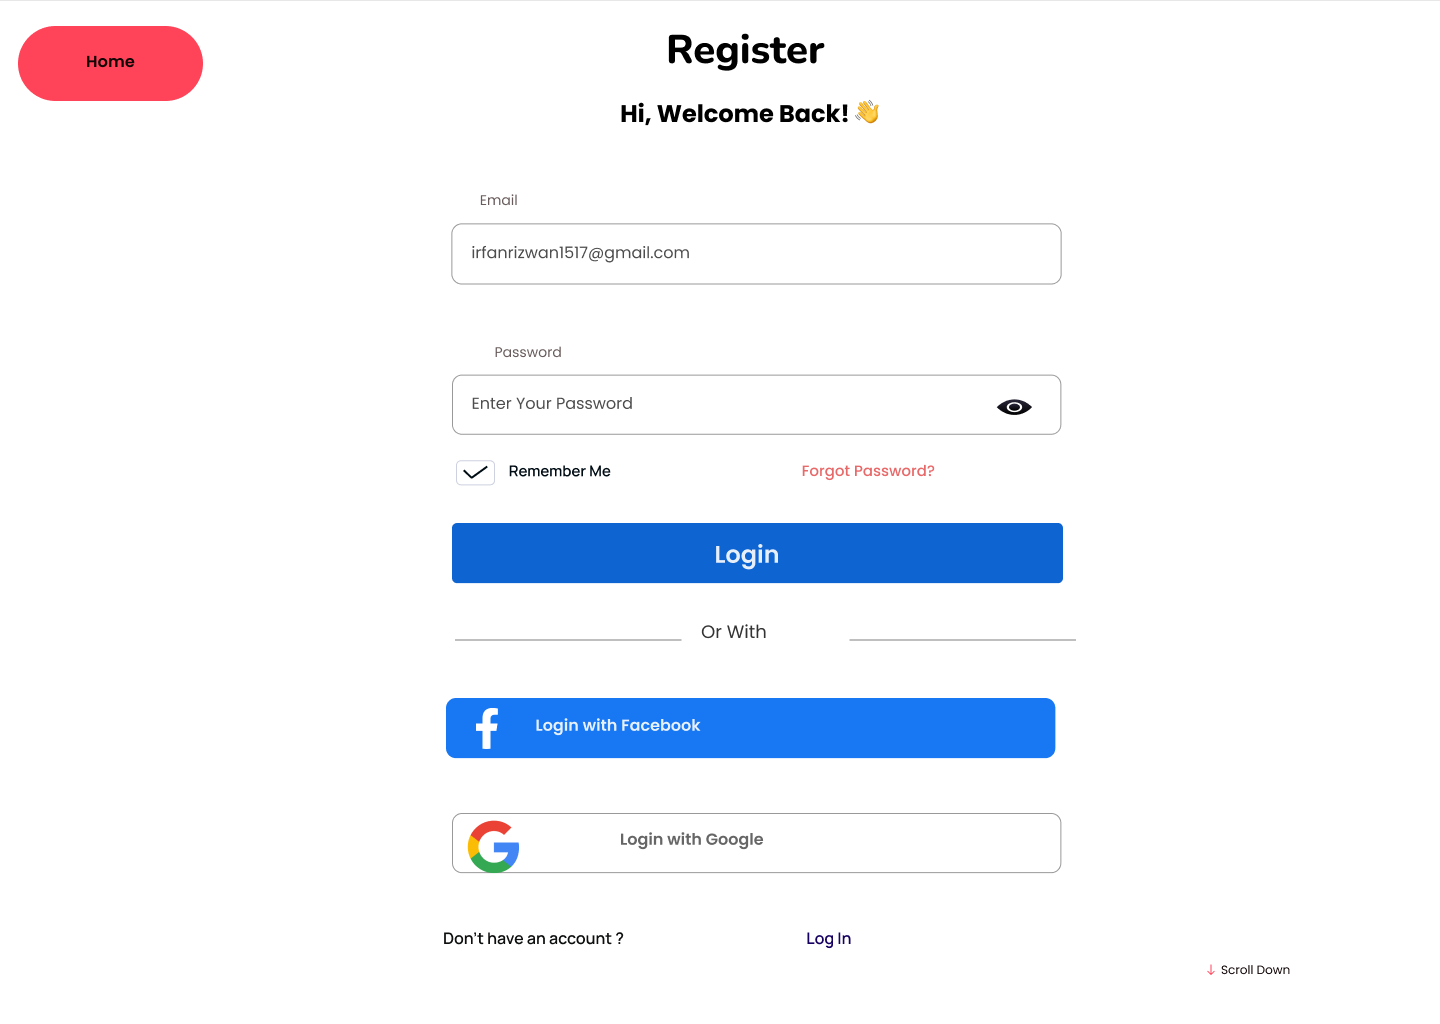 Home
Register
Hi, Welcome Back! 👋
Email
irfanrizwan1517@gmail.com
Password
Enter Your Password
Remember Me
Forgot Password?
Login
Or With
Login with Facebook
Login with Google
Don't have an account ?
Log In
↓ Scroll Down